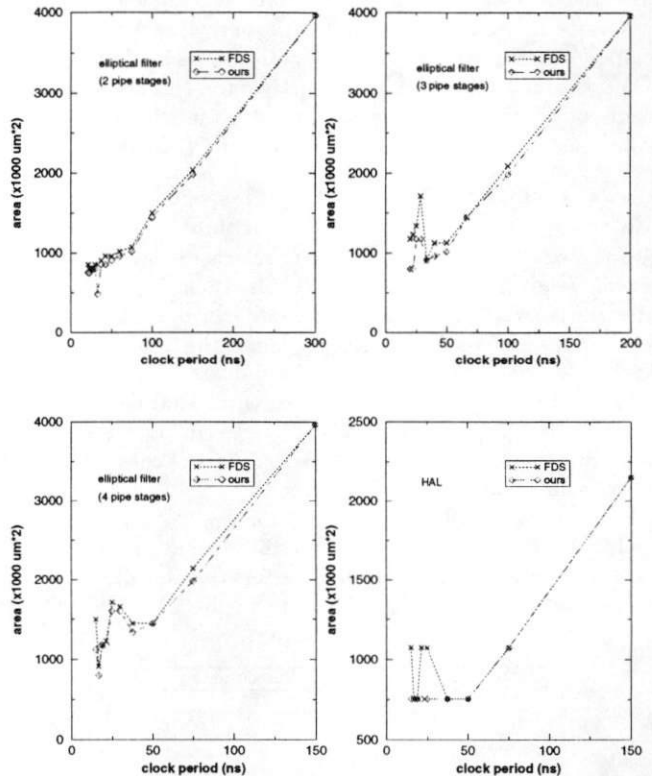 4000
3000
2000
1000
0
area (x1000 um^2)
elliptical filter
(2 pipe stages)
FDS
ours
0
100
200
300
clock period (ns)
4000
3000
2000
1000
0
area (x1000 um^2)
elliptical filter
(3 pipe stages)
FDS
ours
0
50
100
150
200
clock period (ns)
4000
3000
2000
1000
0
area (x1000 um^2)
elliptical filter
(4 pipe stages)
FDS
ours
0
50
100
150
clock period (ns)
2500
2000
1500
1000
500
area (x1000 um^2)
HAL
FDS
ours
0
50
100
150
clock period (ns)